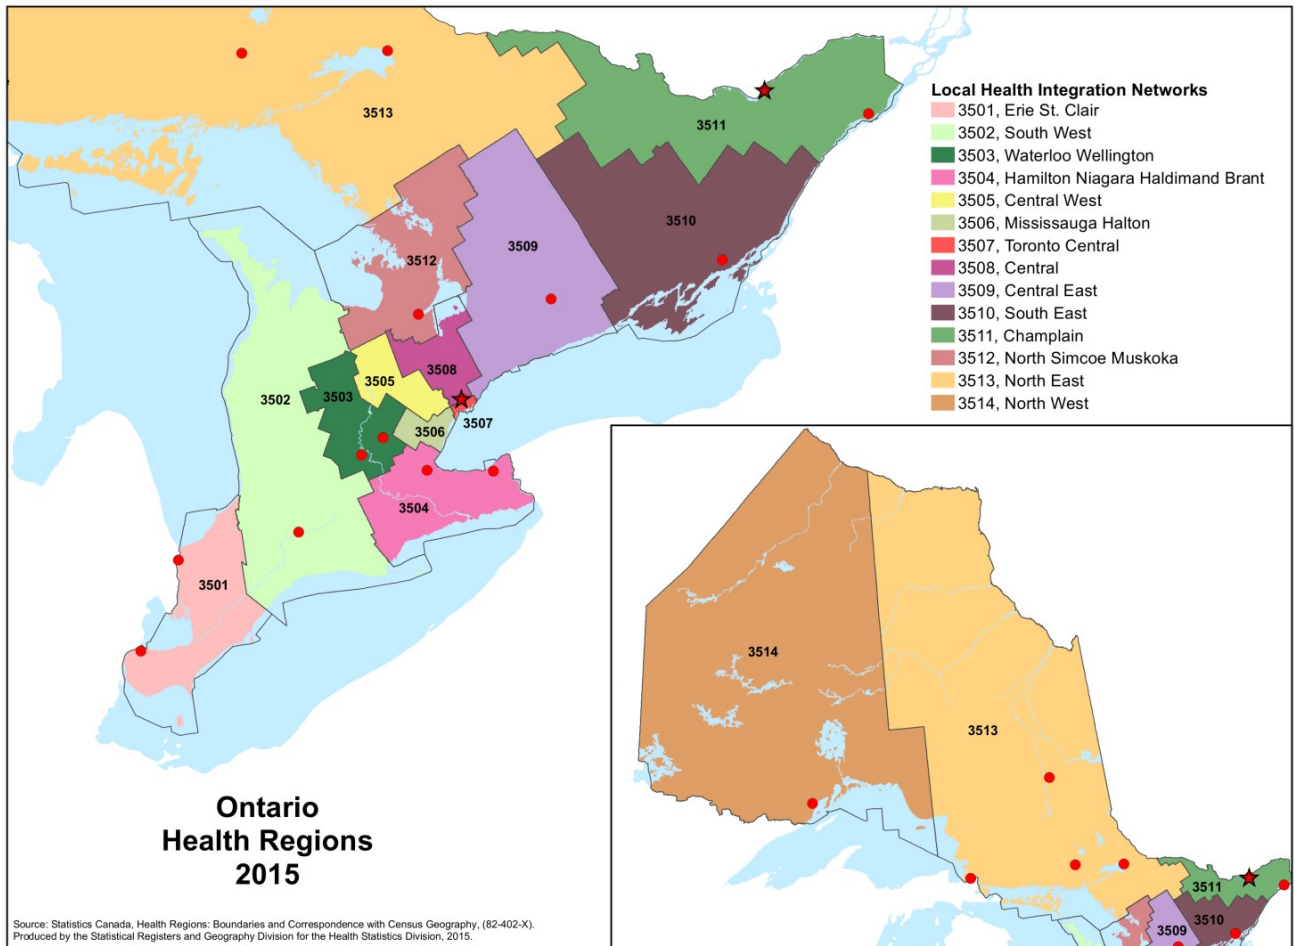 3513
3511
3510
3509
3512
3508
3505
3503
3502
3506
3507
3504
3501
Local Health Integration Networks
3501, Erie St. Clair
3502, South West
3503, Waterloo Wellington
3504, Hamilton Niagara Haldimand Brant
3505, Central West
3506, Mississauga Halton
3507, Toronto Central
3508, Central
3509, Central East
3510, South East
3511, Champlain
3512, North Simcoe Muskoka
3513, North East
3514, North West
3514
3513
3511
3510
3509
Ontario
Health Regions
2015
Source: Statistics Canada, Health Regions: Boundaries and Correspondence with Census Geography, (82-402-X).
Produced by the Statistical Registers and Geography Division for the Health Statistics Division, 2015.